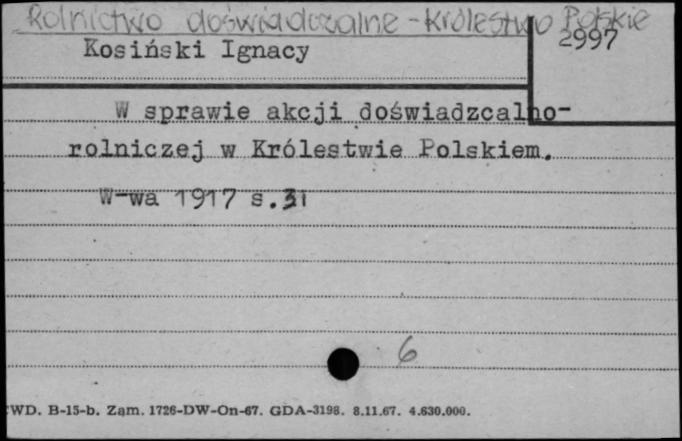 Rolnictwo doświadczalne - Królestwo Polskie
2997
Kosiński Ignacy
W sprawie akcji doświadzcalno-
rolniczej w Królestwie Polskiem.
W-wa 1917 s.31
6
WD. B-15-b. Zam. 1726-DW-On-67. GDA-3198. 8.11.67. 4.630.000.